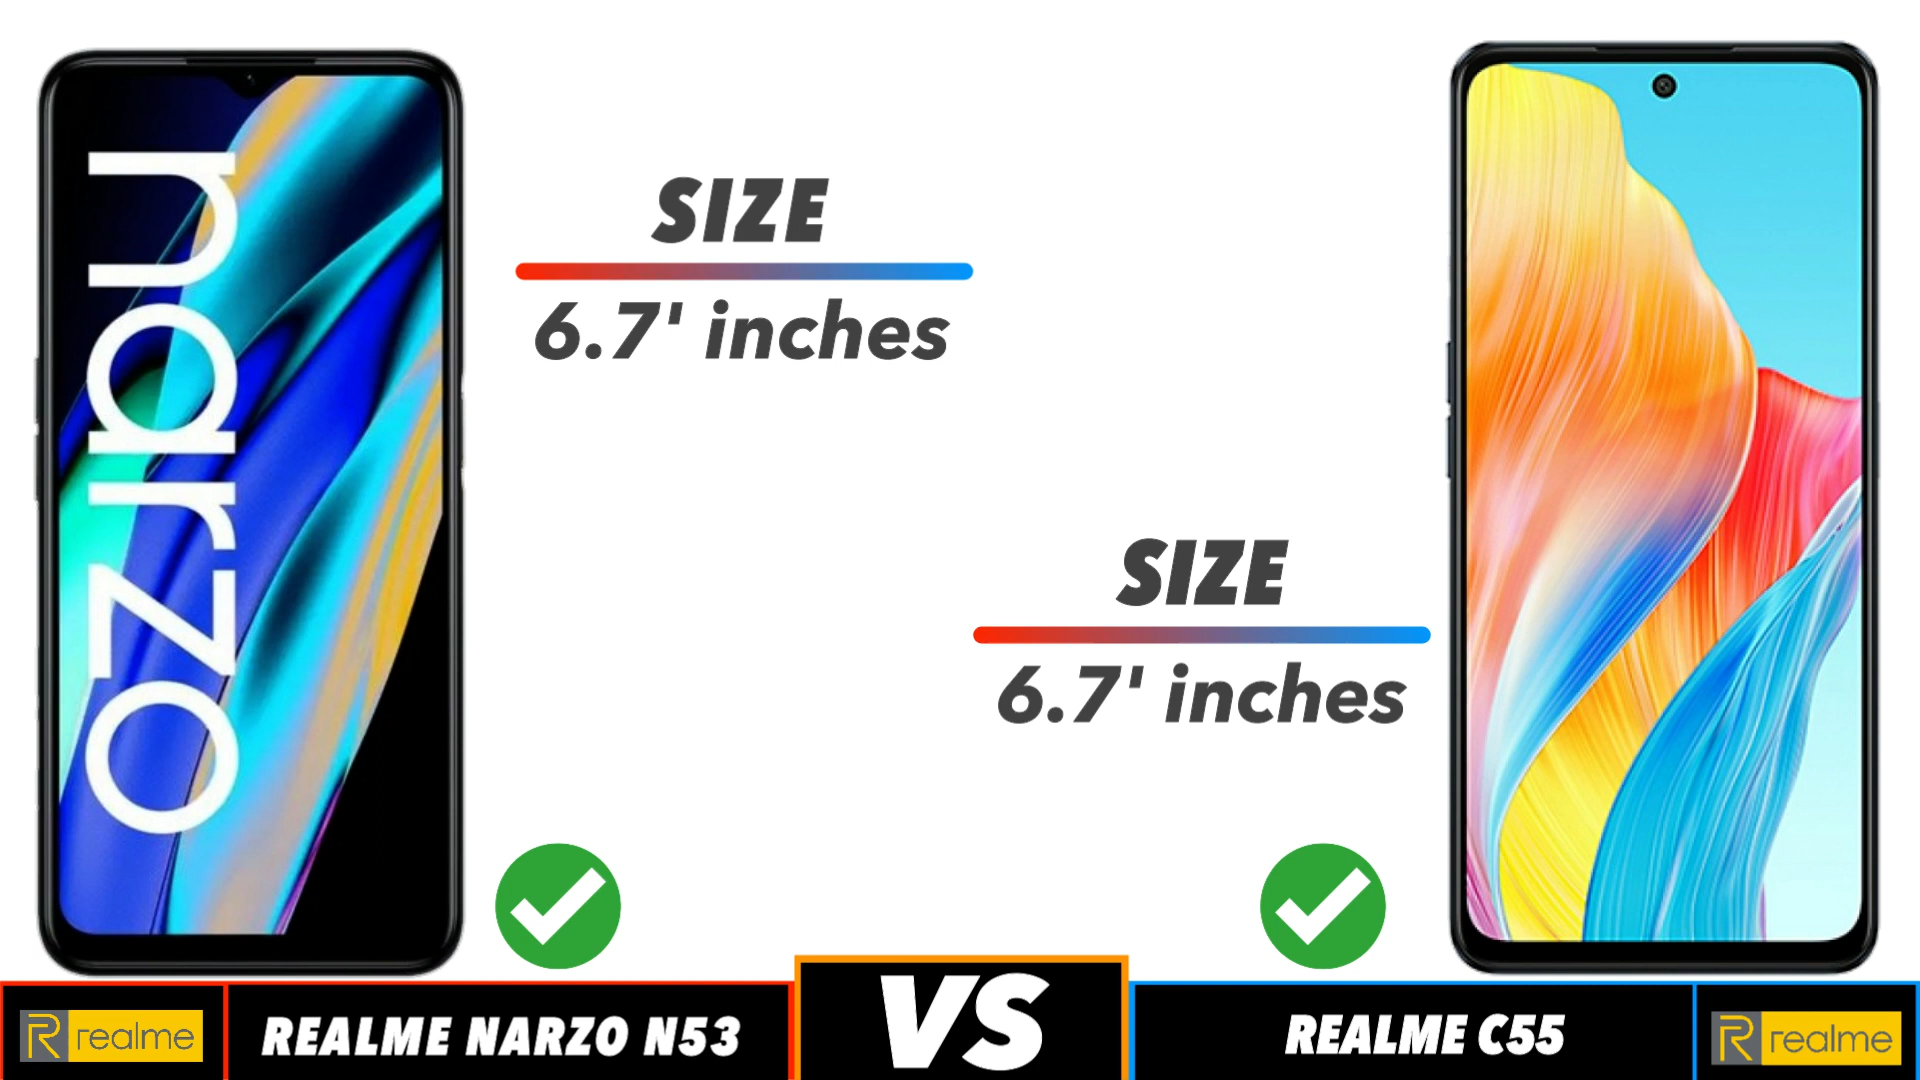 narzo
SIZE
6.7' inches
SIZE
6.7' inches
realme
REALME NARZO N53
VS
REALME C55
realme